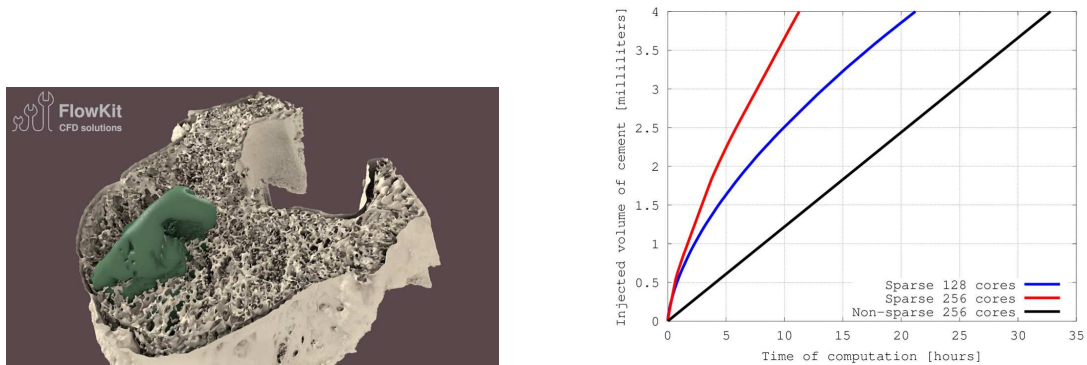 FlowKit
CFD solutions
Injected volume of cement [milliliters]
4
3.5
3
2.5
2
1.5
1
0.5
0
0 5 10 15 20 25 30 35
Sparse 128 cores
Sparse 256 cores
Non-sparse 256 cores
Time of computation [hours]